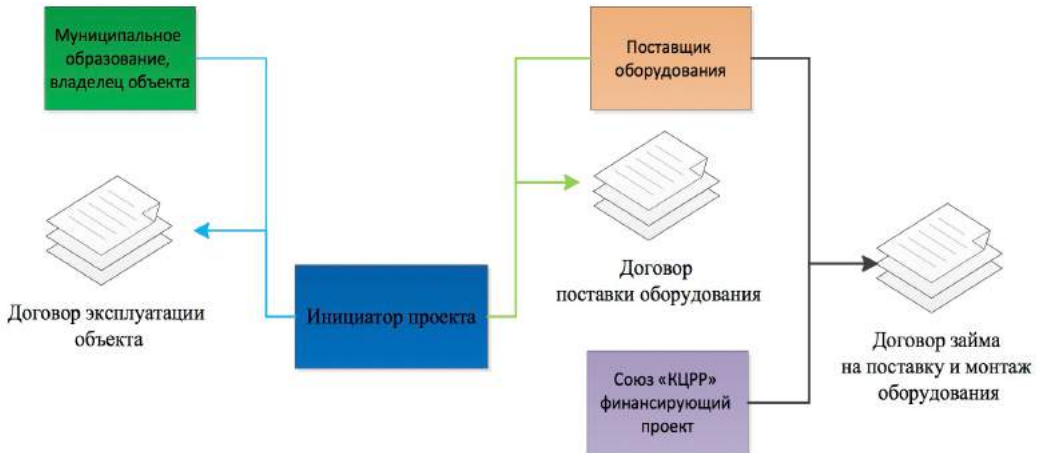 Муниципальное
образование,
владелец объекта
Поставщик
оборудования
Договор эксплуатации
объекта
Инициатор проекта
Договор
поставки оборудования
Союз «КЦРР»
финансирующий
проект
Договор займа
на поставку и монтаж
оборудования